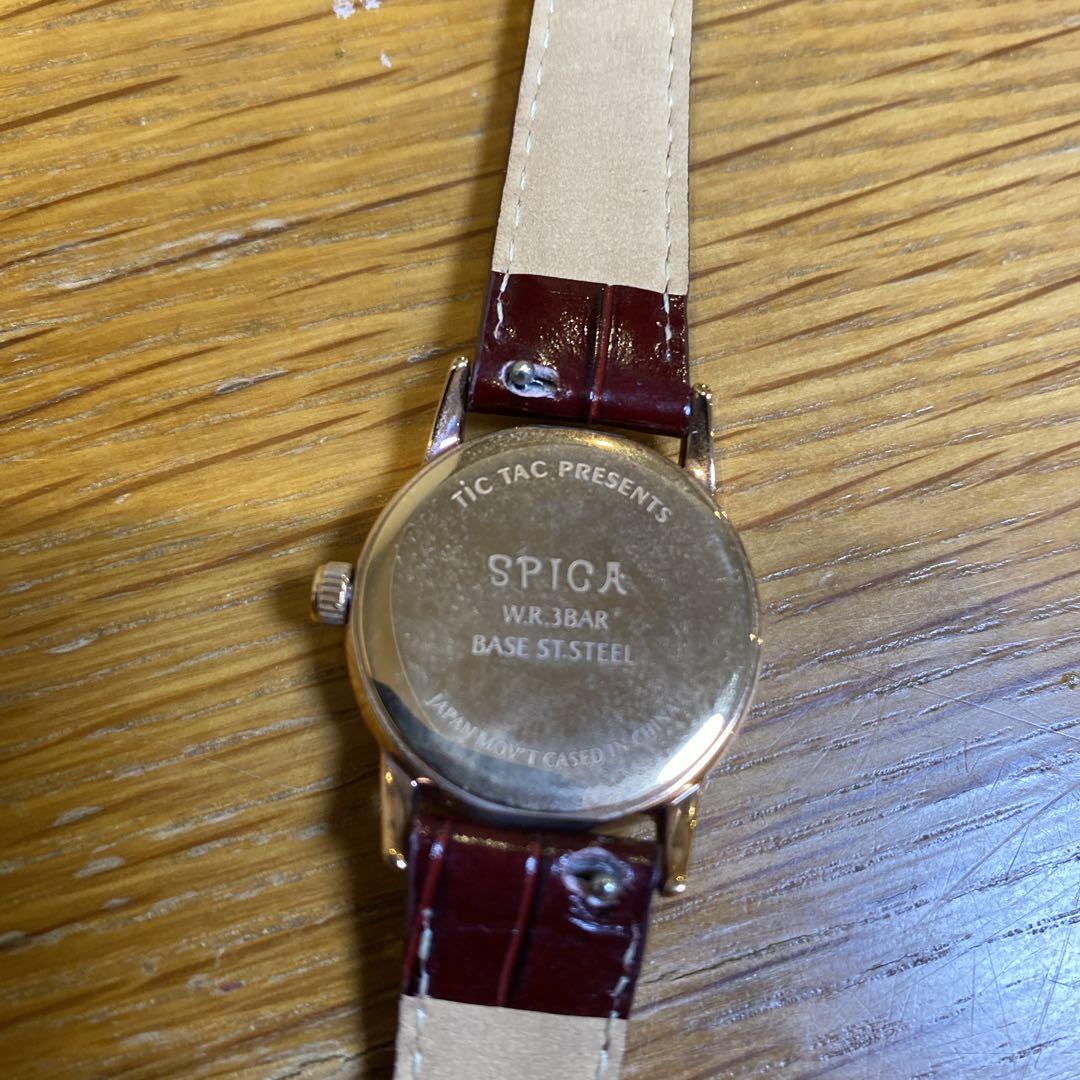 TiC TAC PRESENTS
SPICA
W.R.3BAR
BASE ST.STEEL
JAPAN MOV'T CASED IN CHINA